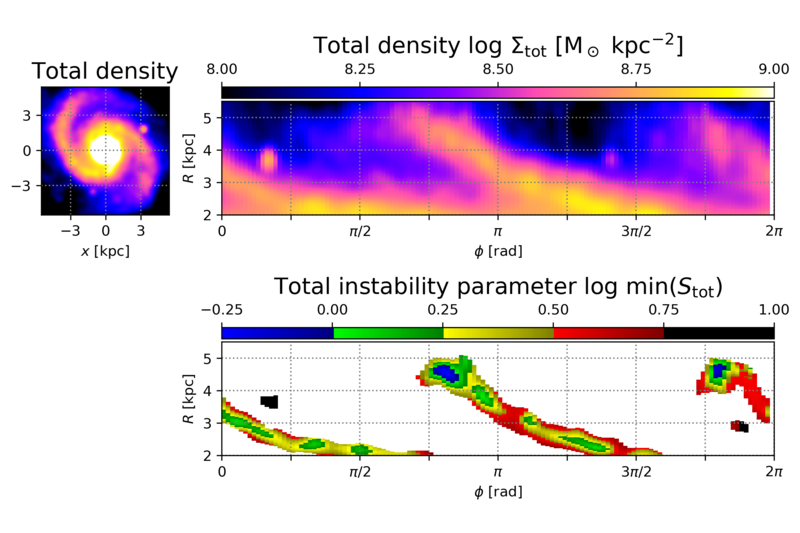 Total density
3
0
−3
−3 0 3
x [kpc]
Total density log Σtot [M⊙ kpc−2]
8.00 8.25 8.50 8.75 9.00
R [kpc]
5
4
3
2
0 π/2 π 3π/2 2π
ϕ [rad]
Total instability parameter log min(Stot)
−0.25 0.00 0.25 0.50 0.75 1.00
R [kpc]
5
4
3
2
0 π/2 π 3π/2 2π
ϕ [rad]